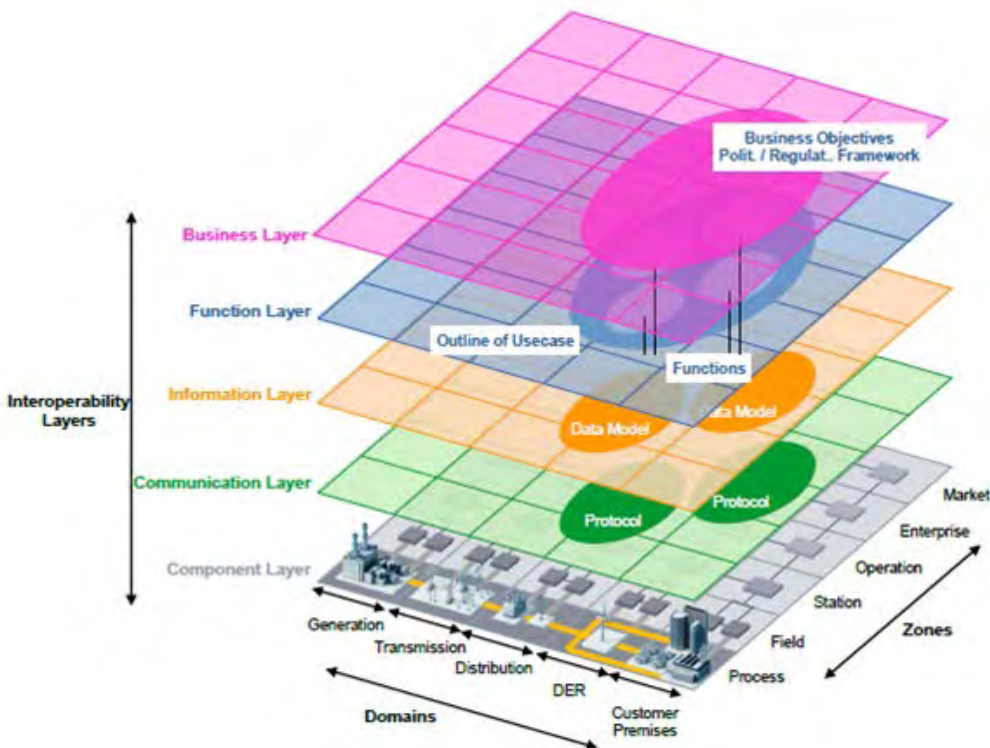 Business Objectives
Polit. / Regulat.. Framework
Business Layer
Function Layer
Outline of Usecase
Functions
Interoperability
Layers
Information Layer
Data Model
Data Model
Communication Layer
Protocol
Protocol
Component Layer
Market
Enterprise
Operation
Station
Field
Process
Zones
Generation
Transmission
Distribution
DER
Customer
Premises
Domains